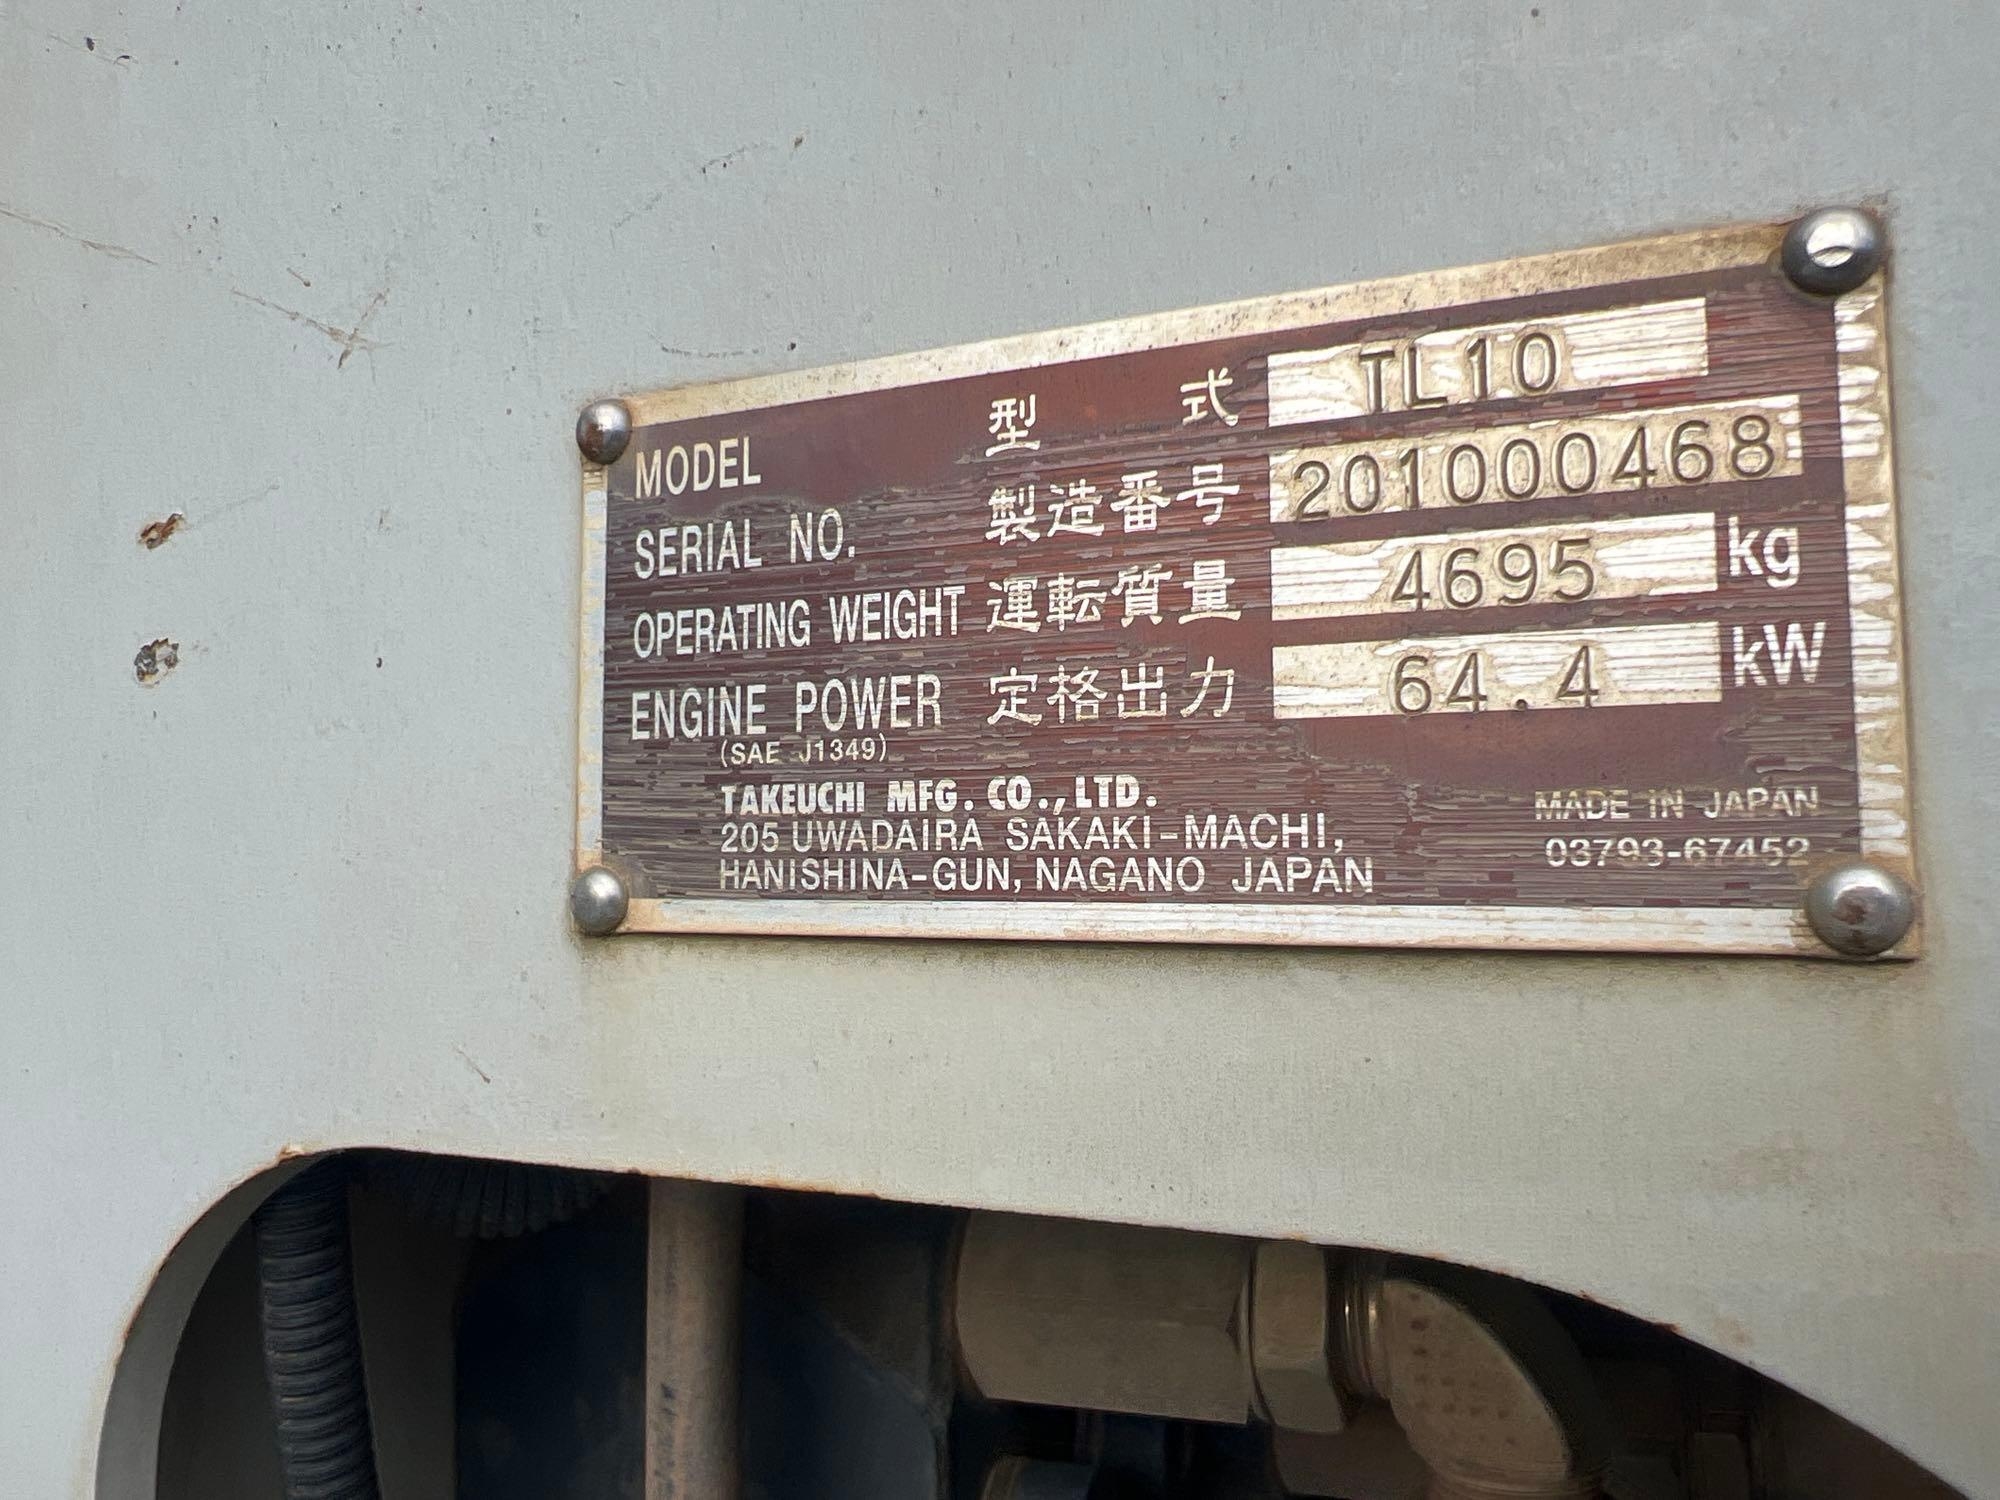 MODEL 型式 TL10
SERIAL NO. 製造番号 201000468
OPERATING WEIGHT 運転質量 4695 kg
ENGINE POWER 定格出力 64.4 kW
(SAE J1349)
TAKEUCHI MFG. CO., LTD.
205 UWADAIRA SAKAKI-MACHI,
HANISHINA-GUN, NAGANO JAPAN
MADE IN JAPAN
03793-67452